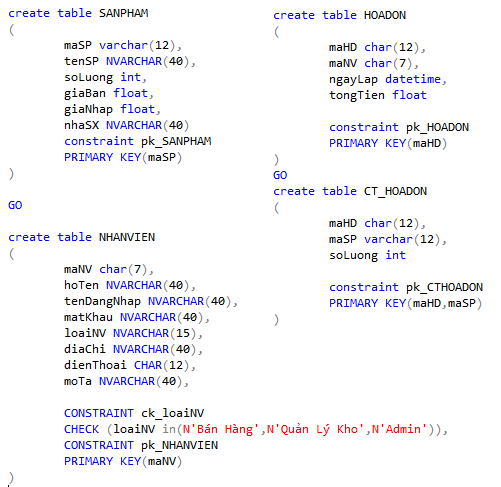 create table SANPHAM
(
maSP varchar(12),
tenSP NVARCHAR(40),
soLuong int,
giaBan float,
giaNhap float,
nhaSX NVARCHAR(40)
constraint pk_SANPHAM
PRIMARY KEY(maSP)
)
GO
create table NHANVIEN
(
maNV char(7),
hoTen NVARCHAR(40),
tenDangNhap NVARCHAR(40),
matKhau NVARCHAR(40),
loaiNV NVARCHAR(15),
diaChi NVARCHAR(40),
dienThoai CHAR(12),
moTa NVARCHAR(40),
CONSTRAINT ck_loaiNV
CHECK (loaiNV in(N'Bán Hàng',N'Quản Lý Kho',N'Admin')),
CONSTRAINT pk_NHANVIEN
PRIMARY KEY(maNV)
)
create table HOADON
(
maHD char(12),
maNV char(7),
ngayLap datetime,
tongTien float
constraint pk_HOADON
PRIMARY KEY(maHD)
)
GO
create table CT_HOADON
(
maHD char(12),
maSP varchar(12),
soLuong int
constraint pk_CTHOADON
PRIMARY KEY(maHD,maSP)
)